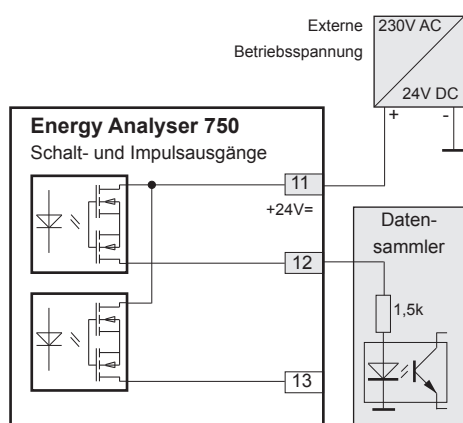 Externe
Betriebsspannung
230V AC
24V DC
+ -
Energy Analyser 750
Schalt- und Impulsausgänge
11
+24V=
12
13
Daten-
sammler
1,5k